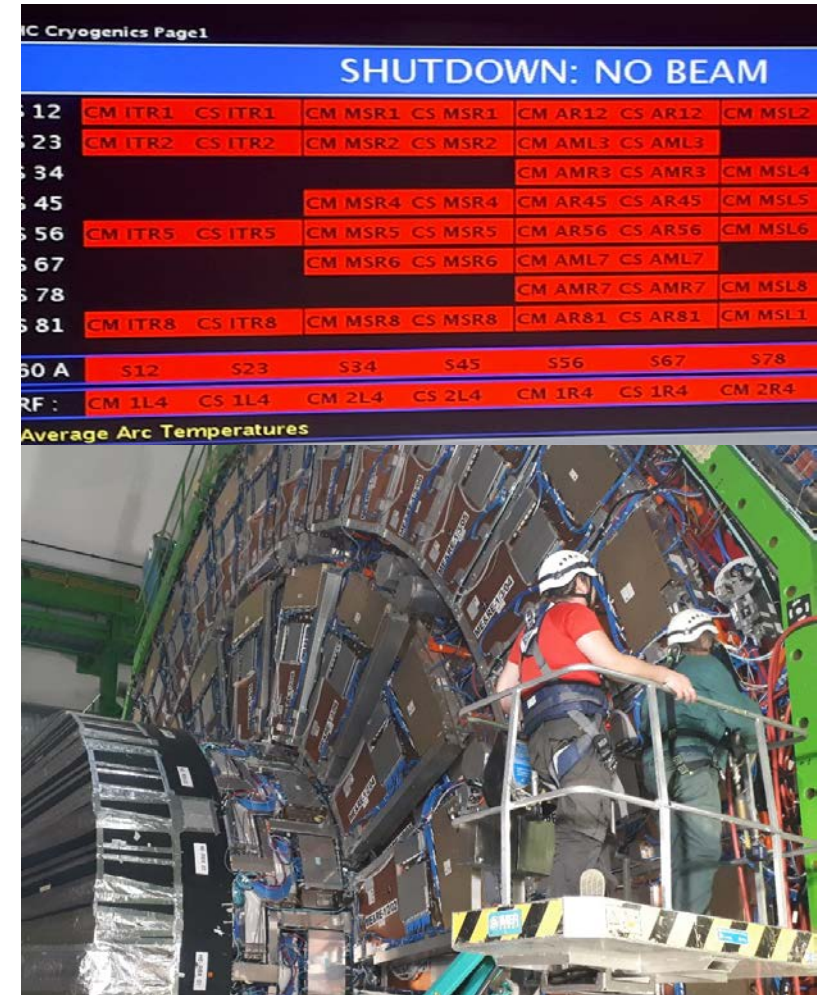 HC Cryogenics Page1
SHUTDOWN: NO BEAM
S 12 CM ITR1 CS ITR1 CM MSR1 CS MSR1 CM AR12 CS AR12 CM MSL2
S 23 CM ITR2 CS ITR2 CM MSR2 CS MSR2 CM AML3 CS AML3
S 34 CM AMR3 CS AMR3 CM MSL4
S 45 CM MSR4 CS MSR4 CM AR45 CS AR45 CM MSL5
S 56 CM ITR5 CS ITR5 CM MSR5 CS MSR5 CM AR56 CS AR56 CM MSL6
S 67 CM MSR6 CS MSR6 CM AML7 CS AML7
S 78 CM AMR7 CS AMR7 CM MSL8
S 81 CM ITR8 CS ITR8 CM MSR8 CS MSR8 CM AR81 CS AR81 CM MSL1
60 A S12 S23 S34 S45 S56 S67 S78
RF : CM 1L4 CS 1L4 CM 2L4 CS 2L4 CM 1R4 CS 1R4 CM 2R4
Average Arc Temperatures